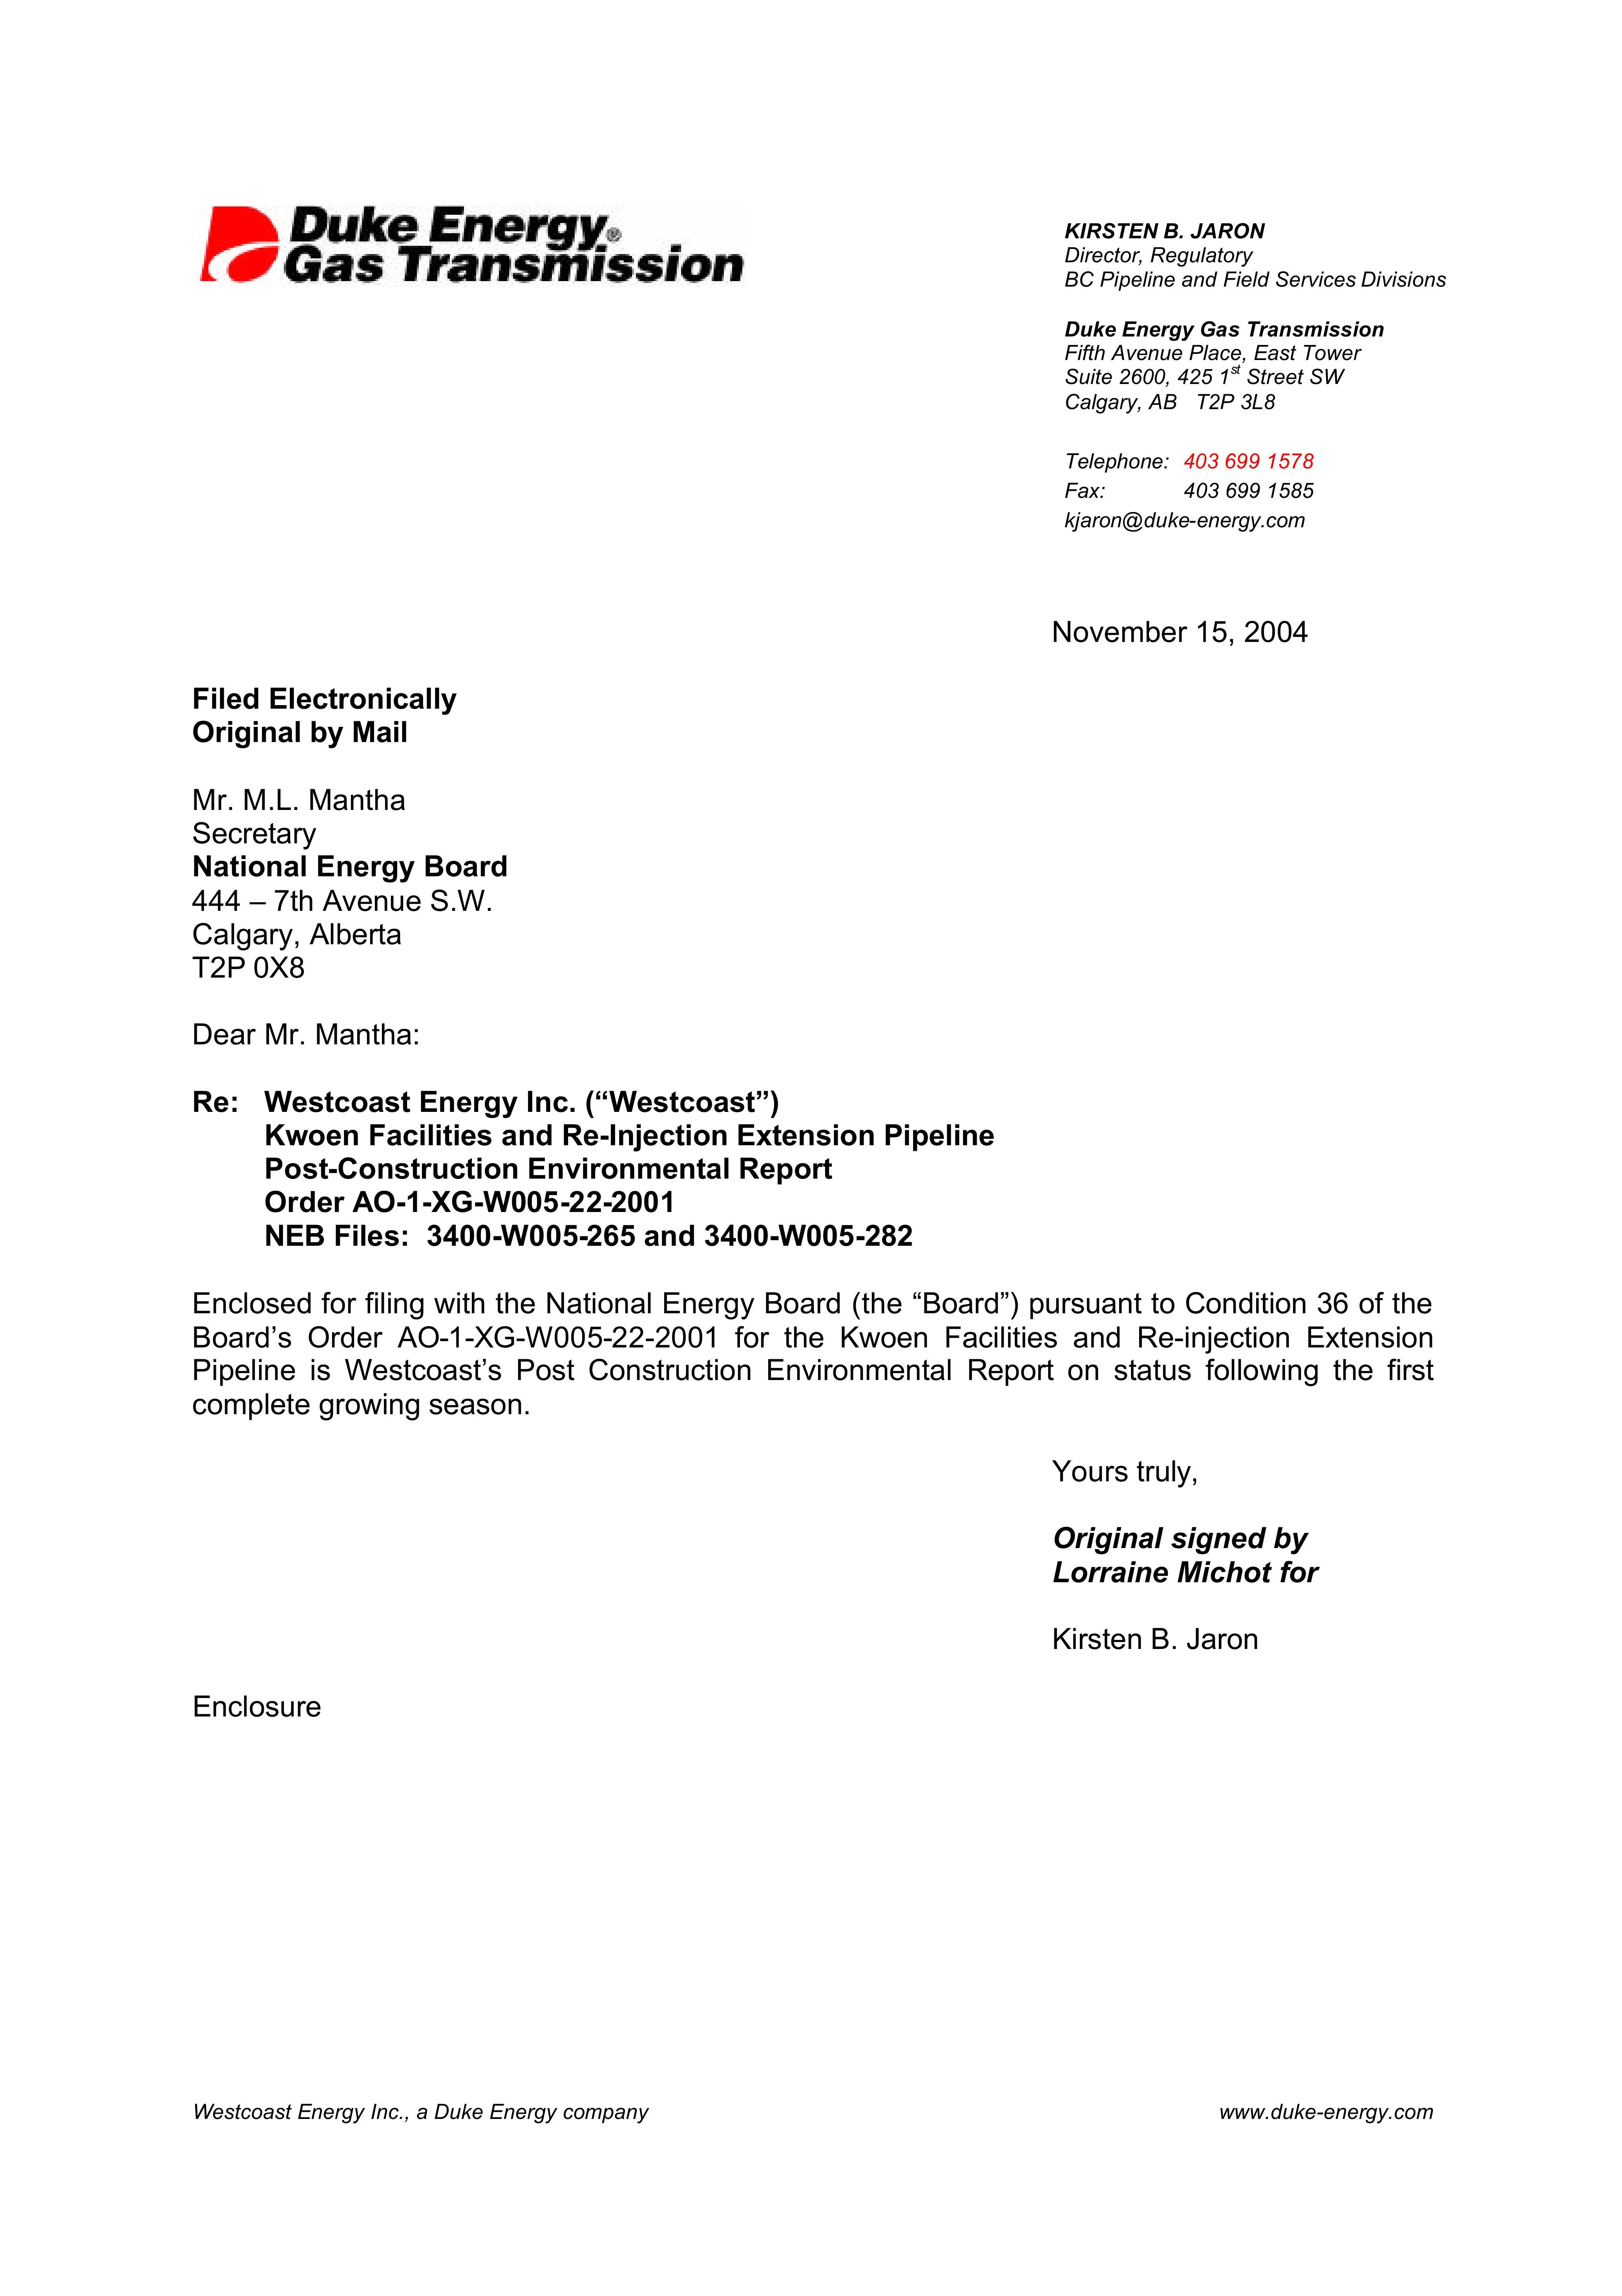 Duke Energy®
Gas Transmission
KIRSTEN B. JARON
Director, Regulatory
BC Pipeline and Field Services Divisions
Duke Energy Gas Transmission
Fifth Avenue Place, East Tower
Suite 2600, 425 1st Street SW
Calgary, AB T2P 3L8
Telephone: 403 699 1578
Fax: 403 699 1585
kjaron@duke-energy.com
November 15, 2004
Filed Electronically
Original by Mail
Mr. M.L. Mantha
Secretary
National Energy Board
444 – 7th Avenue S.W.
Calgary, Alberta
T2P 0X8
Dear Mr. Mantha:
Re: Westcoast Energy Inc. (“Westcoast”)
Kwoen Facilities and Re-Injection Extension Pipeline
Post-Construction Environmental Report
Order AO-1-XG-W005-22-2001
NEB Files: 3400-W005-265 and 3400-W005-282
Enclosed for filing with the National Energy Board (the “Board”) pursuant to Condition 36 of the
Board’s Order AO-1-XG-W005-22-2001 for the Kwoen Facilities and Re-injection Extension
Pipeline is Westcoast’s Post Construction Environmental Report on status following the first
complete growing season.
Yours truly,
Original signed by
Lorraine Michot for
Kirsten B. Jaron
Enclosure
Westcoast Energy Inc., a Duke Energy company www.duke-energy.com